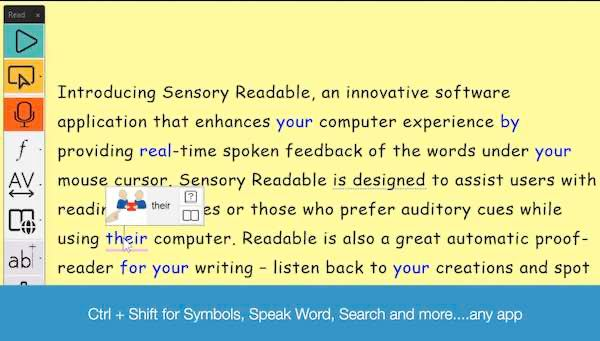 Read ×
Introducing Sensory Readable, an innovative software
application that enhances your computer experience by
providing real-time spoken feedback of the words under your
mouse cursor. Sensory Readable is designed to assist users with
readin es or those who prefer auditory cues while
their
using their computer. Readable is also a great automatic proof-
reader for your writing – listen back to your creations and spot
f
AV
ab
Ctrl + Shift for Symbols, Speak Word, Search and more....any app